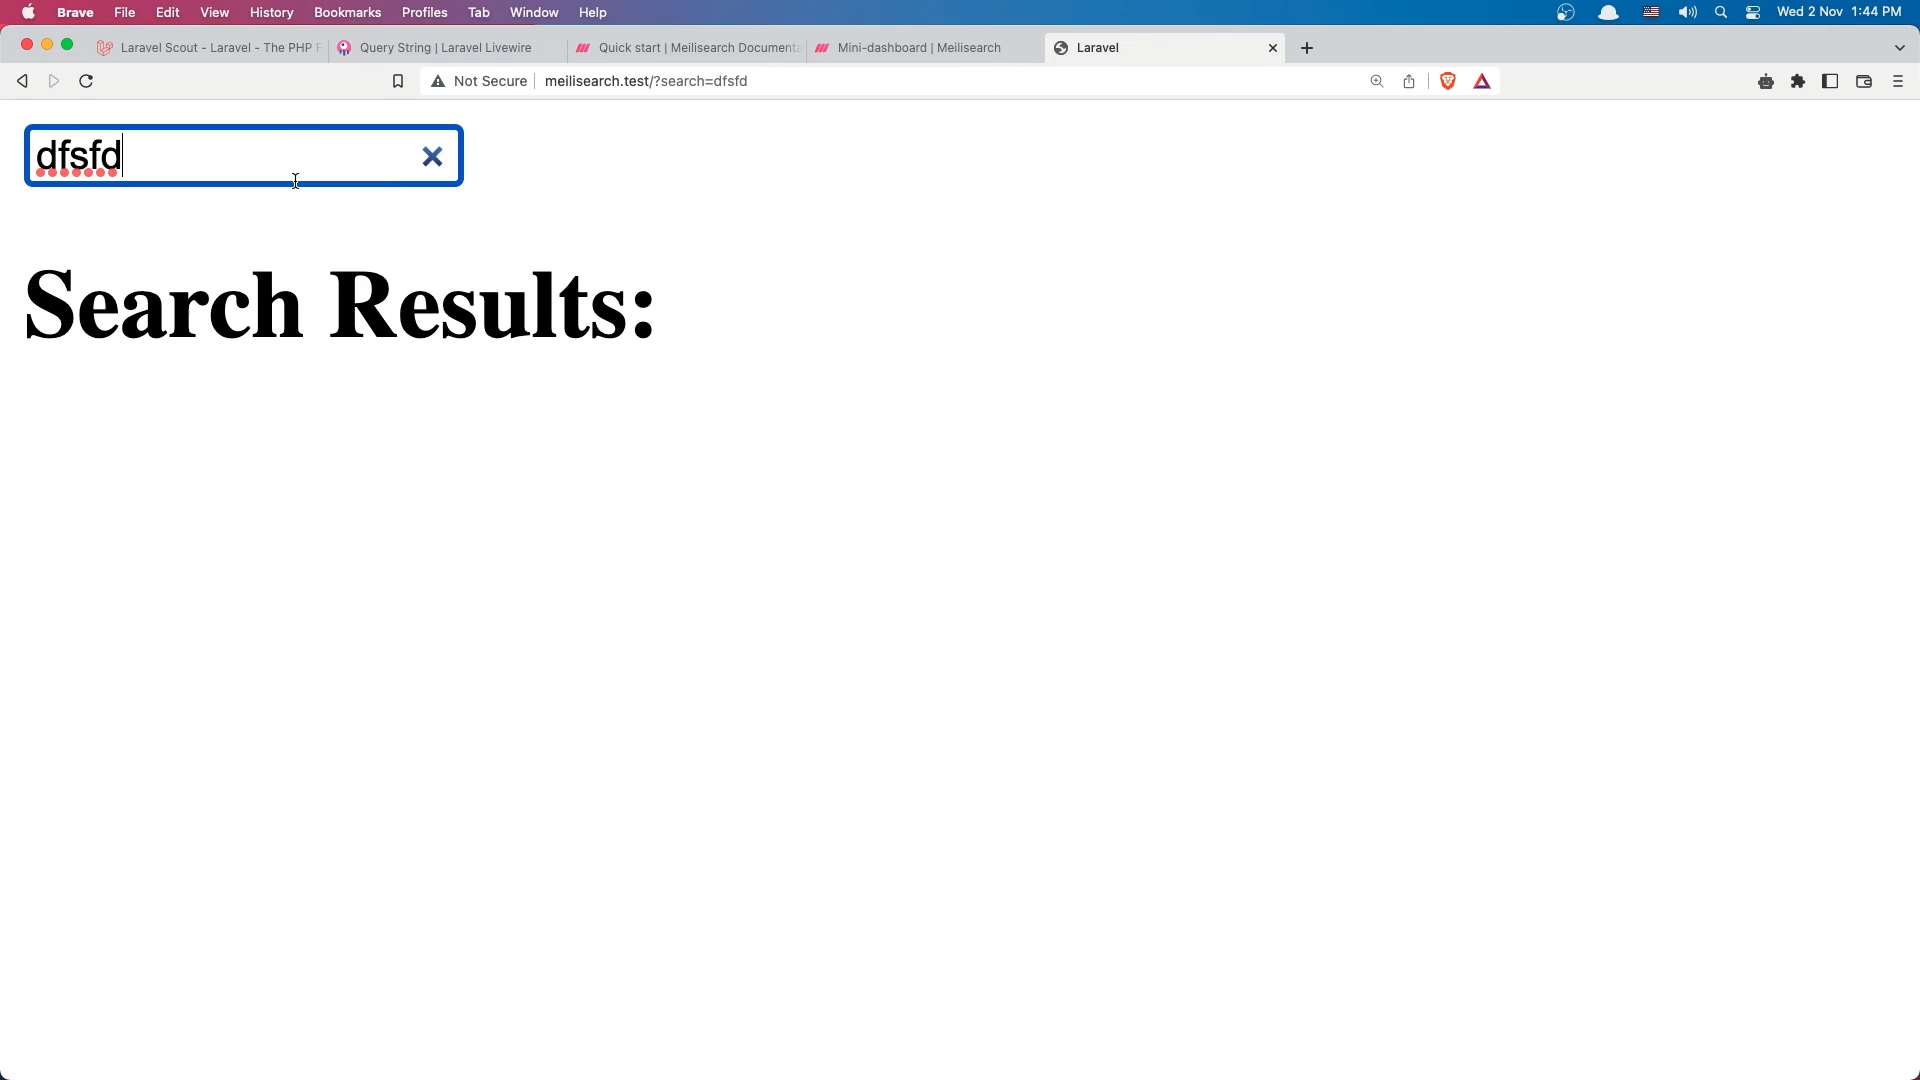 Brave File Edit View History Bookmarks Profiles Tab Window Help Wed 2 Nov 1:44 PM
Laravel Scout - Laravel - The PHP F Query String | Laravel Livewire Quick start | Meilisearch Documenta Mini-dashboard | Meilisearch Laravel
Not Secure meilisearch.test/?search=dfsfd
dfsfd
Search Results: